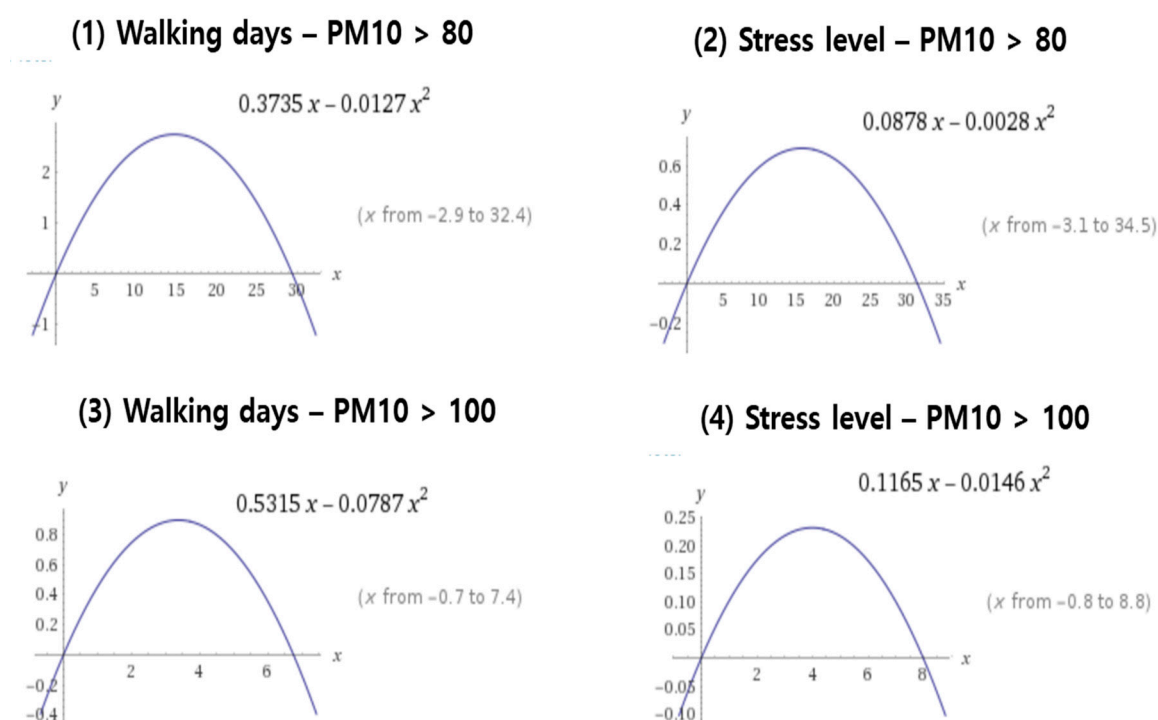 (1) Walking days – PM10 > 80
y
0.3735 x – 0.0127 x²
2
1
(x from –2.9 to 32.4)
x
5 10 15 20 25 30
–1
(2) Stress level – PM10 > 80
y
0.0878 x – 0.0028 x²
0.6
0.4
0.2
(x from –3.1 to 34.5)
x
5 10 15 20 25 30 35
–0.2
(3) Walking days – PM10 > 100
y
0.5315 x – 0.0787 x²
0.8
0.6
0.4
0.2
(x from –0.7 to 7.4)
x
2 4 6
–0.2
–0.4
(4) Stress level – PM10 > 100
0.1165 x – 0.0146 x²
y
0.25
0.20
0.15
0.10
0.05
(x from –0.8 to 8.8)
x
2 4 6 8
–0.05
–0.10